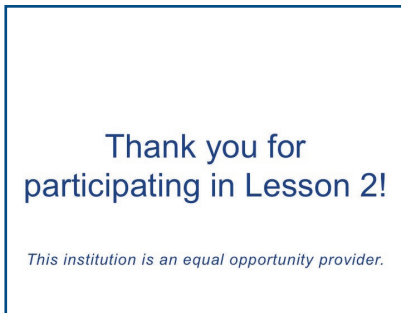 Thank you for
participating in Lesson 2!
This institution is an equal opportunity provider.